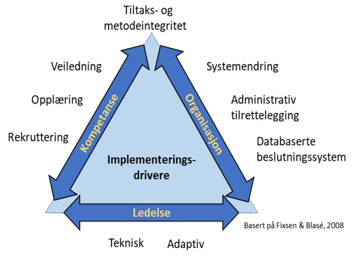 Tiltaks- og
metodeintegritet
Veiledning
Opplæring
Rekruttering
Kompetanse
Organisasjon
Systemendring
Administrativ
tilrettelegging
Databaserte
beslutningssystem
Implementerings-
drivere
Ledelse
Teknisk
Adaptiv
Basert på Fixsen & Blasé, 2008